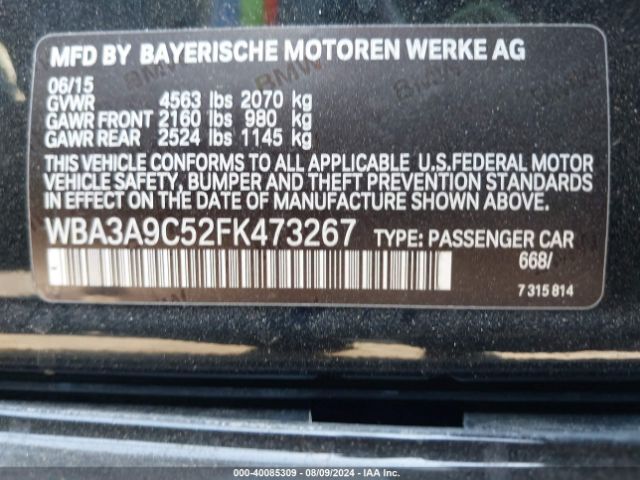 MFD BY BAYERISCHE MOTOREN WERKE AG
06/15
GVWR 4563 lbs 2070 kg
GAWR FRONT 2160 lbs 980 kg
GAWR REAR 2524 lbs 1145 kg
THIS VEHICLE CONFORMS TO ALL APPLICABLE U.S.FEDERAL MOTOR
VEHICLE SAFETY, BUMPER, AND THEFT PREVENTION STANDARDS
IN EFFECT ON THE DATE OF MANUFACTURE SHOWN ABOVE.
WBA3A9C52FK473267 TYPE: PASSENGER CAR
668/
7 315 814
000-40085309 - 08/09/2024 - IAA Inc.